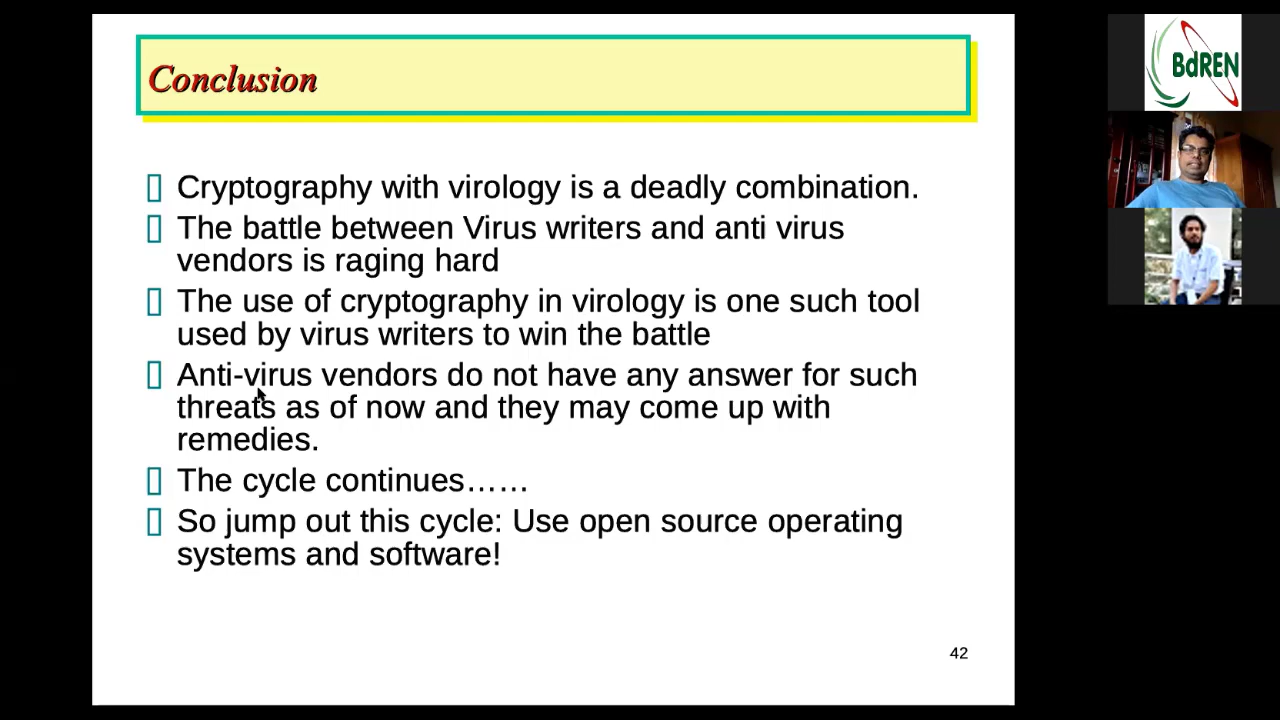 Conclusion
Cryptography with virology is a deadly combination.
The battle between Virus writers and anti virus
vendors is raging hard
The use of cryptography in virology is one such tool
used by virus writers to win the battle
Anti-virus vendors do not have any answer for such
threats as of now and they may come up with
remedies.
The cycle continues……
So jump out this cycle: Use open source operating
systems and software!
42
BdREN